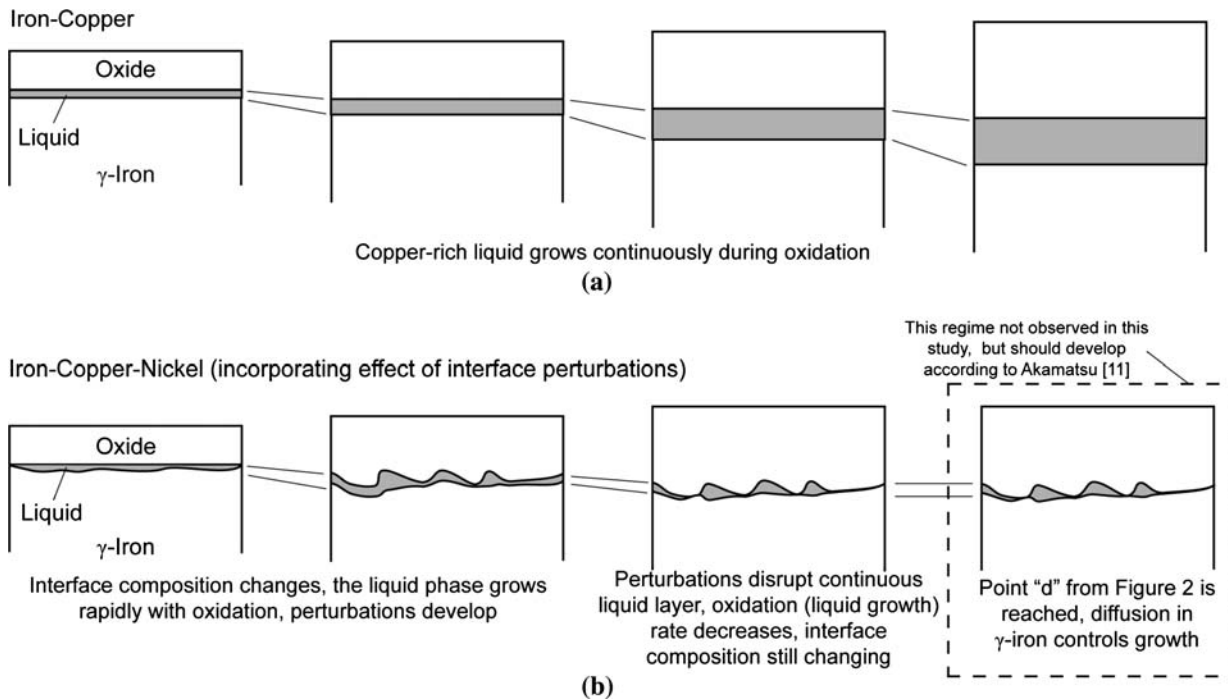 Iron-Copper
Oxide
Liquid
γ-Iron
Copper-rich liquid grows continuously during oxidation
(a)
This regime not observed in this
study, but should develop
according to Akamatsu [11]
Iron-Copper-Nickel (incorporating effect of interface perturbations)
Oxide
Liquid
γ-Iron
Interface composition changes, the liquid phase grows
rapidly with oxidation, perturbations develop
Perturbations disrupt continuous
liquid layer, oxidation (liquid growth)
rate decreases, interface
composition still changing
Point “d” from Figure 2 is
reached, diffusion in
γ-iron controls growth
(b)